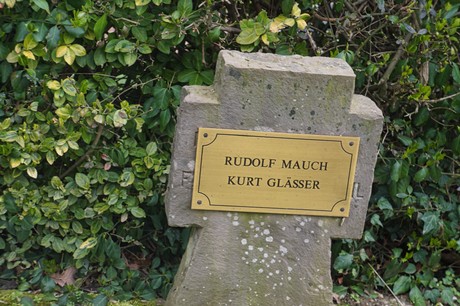 RUDOLF MAUCH
KURT GLÄSSER